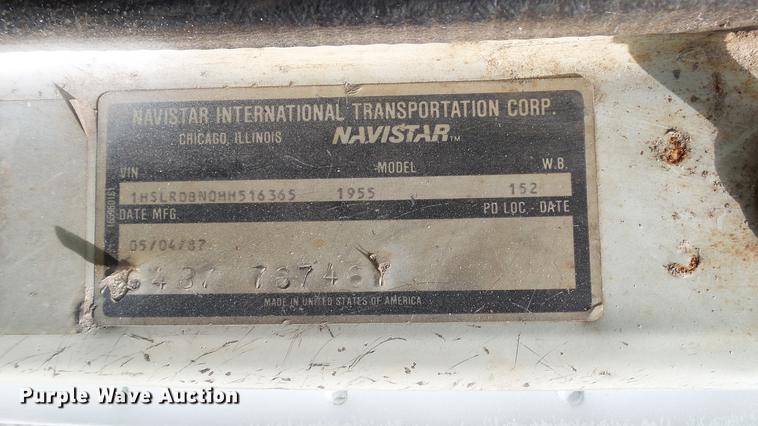 NAVISTAR INTERNATIONAL TRANSPORTATION CORP.
CHICAGO, ILLINOIS NAVISTAR™
VIN MODEL W.B.
1HSLRDBN0HH516365 1955 152
DATE MFG. PD LOC. - DATE
05/04/87
MADE IN UNITED STATES OF AMERICA
Purple Wave Auction